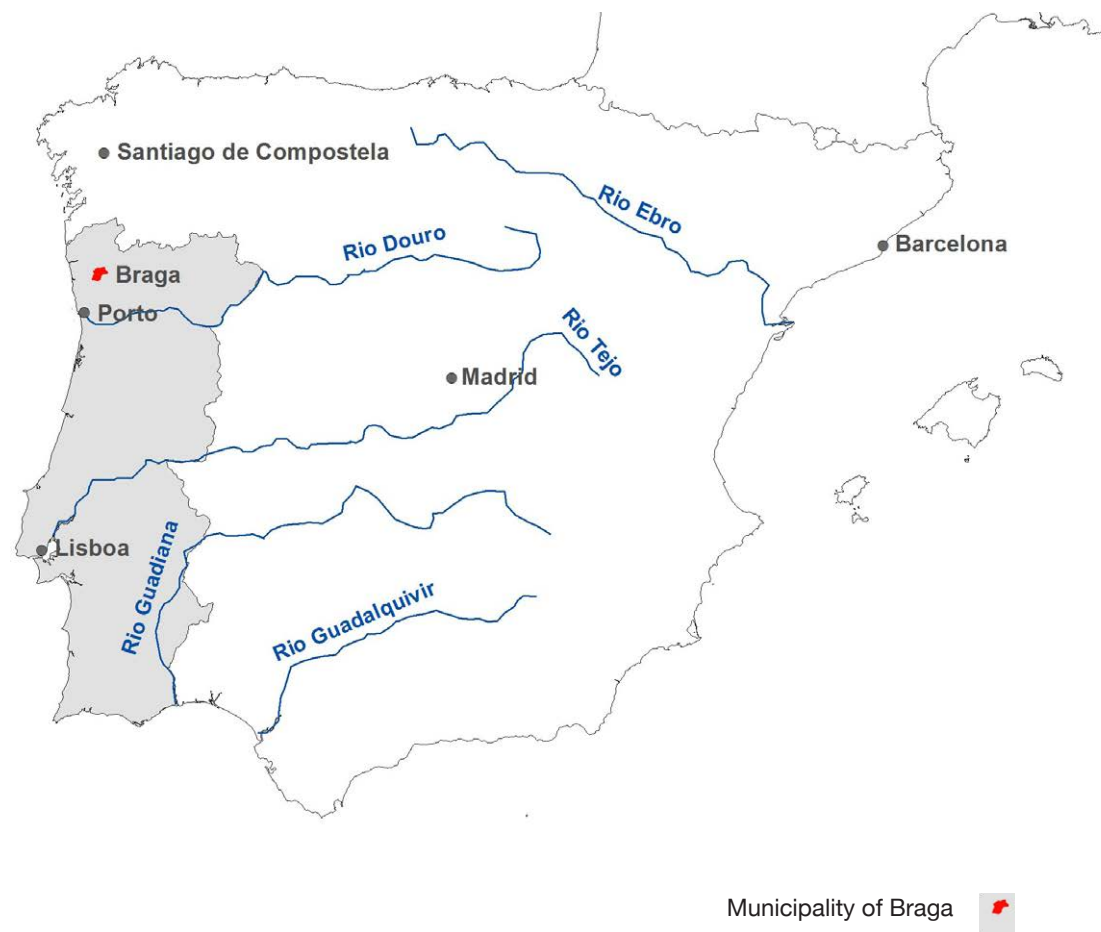 Santiago de Compostela
Rio Ebro
Rio Douro
Barcelona
Braga
Porto
Rio Tejo
Madrid
Lisboa
Rio Guadiana
Rio Guadalquivir
Municipality of Braga